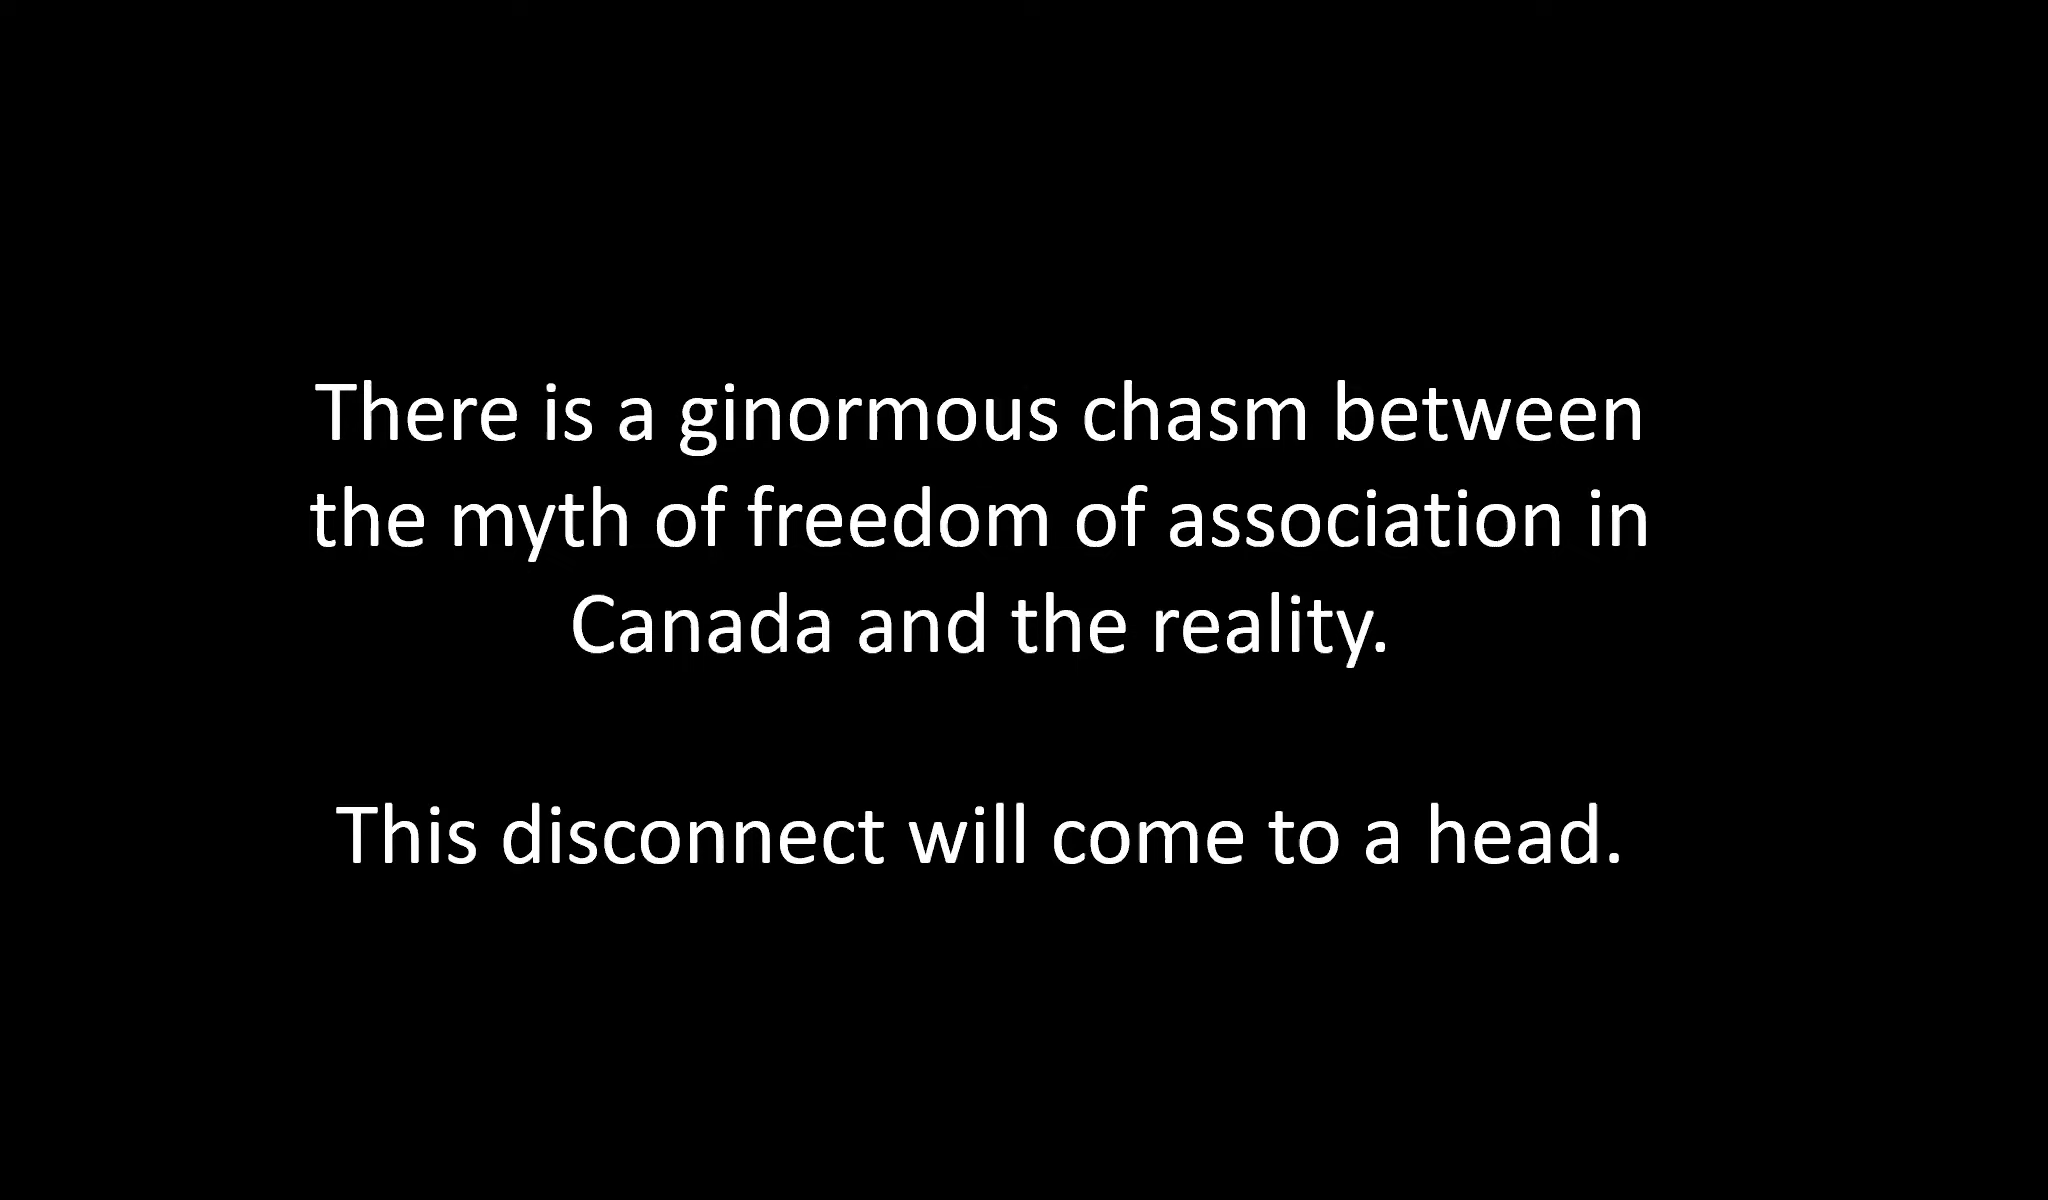 There is a ginormous chasm between
the myth of freedom of association in
Canada and the reality.
This disconnect will come to a head.